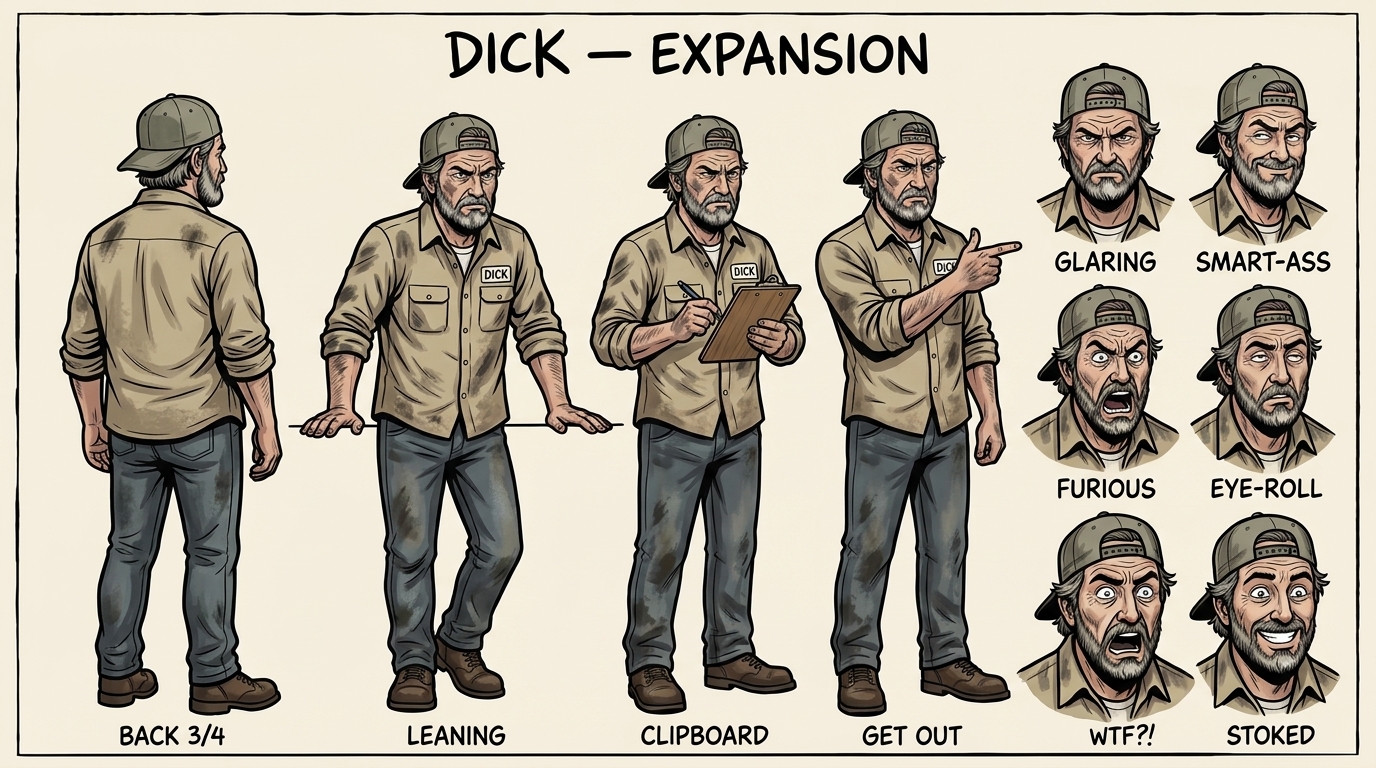 DICK — EXPANSION
DICK
DICK
DICK
GLARING
SMART-ASS
FURIOUS
EYE-ROLL
BACK 3/4
LEANING
CLIPBOARD
GET OUT
WTF?!
STOKED